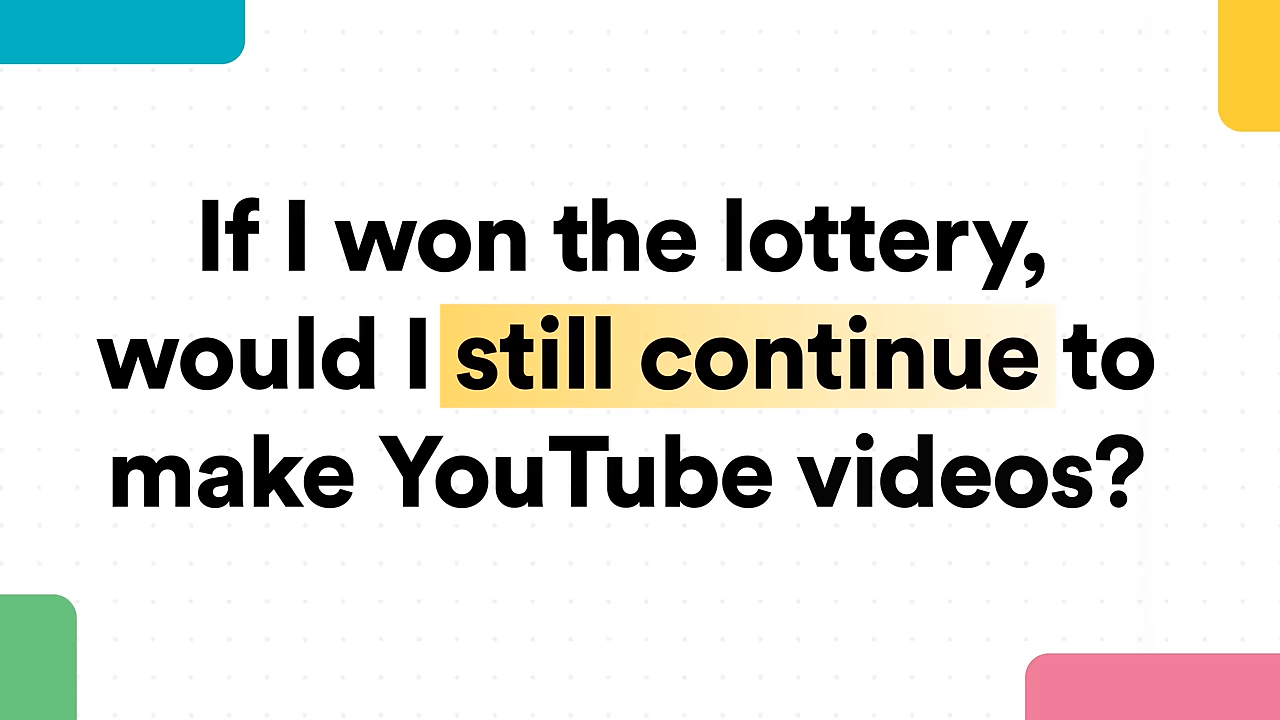 If I won the lottery,
would I still continue to
make YouTube videos?